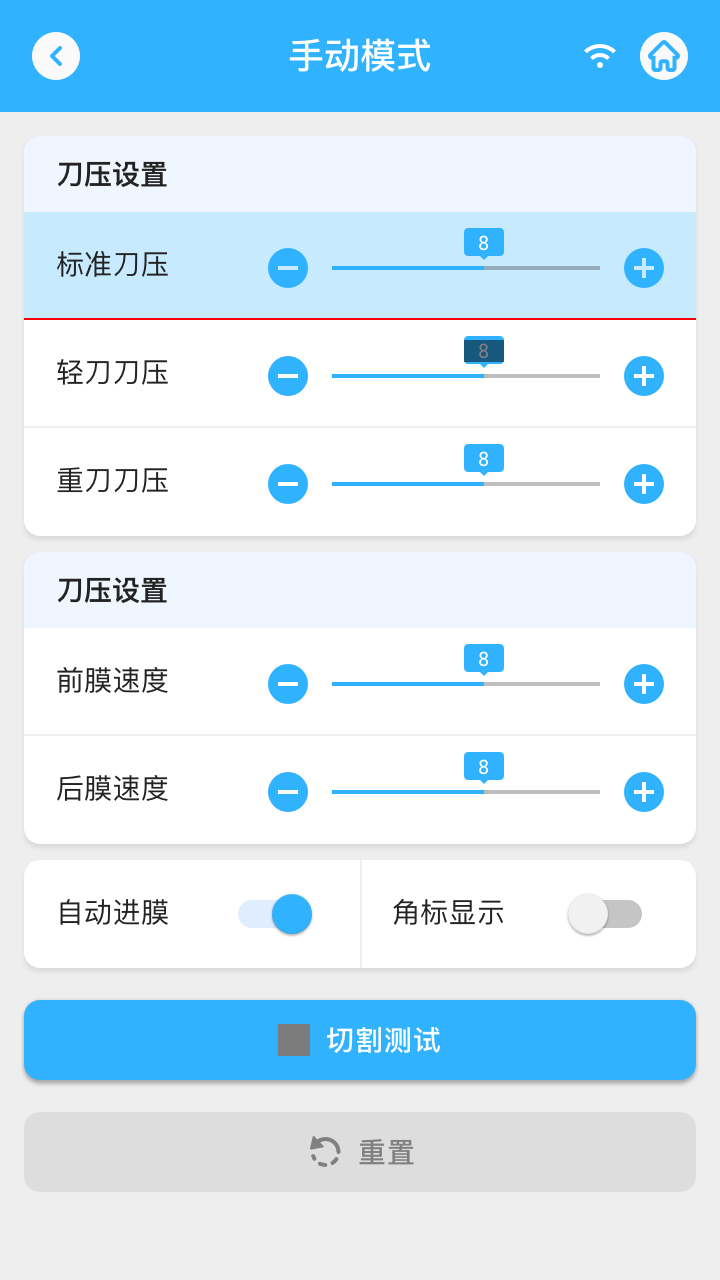 手动模式
刀压设置
标准刀压
8
轻刀刀压
8
重刀刀压
8
刀压设置
前膜速度
8
后膜速度
8
自动进膜
角标显示
切割测试
重置